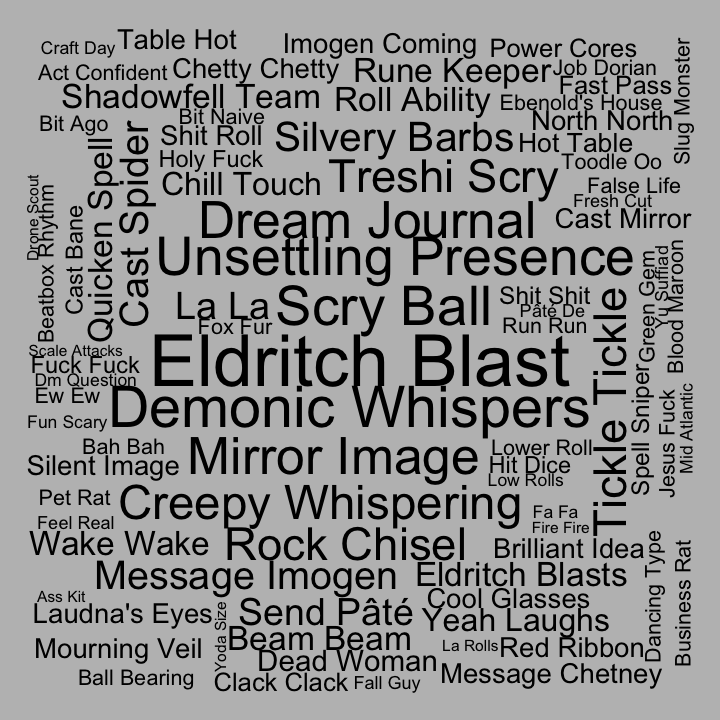 Craft Day
Table Hot
Imogen Coming
Power Cores
Act Confident
Chetty Chetty
Rune Keeper
Job Dorian
Slug Monster
Shadowfell Team
Roll Ability
Fast Pass
Ebenold's House
Bit Ago
Bit Naive
North North
Shit Roll
Silvery Barbs
Hot Table
Holy Fuck
Toodle Oo
Chill Touch
Treshi Scry
False Life
Fresh Cut
Drone Scout
Beatbox Rhythm
Cast Bane
Quicken Spell
Cast Spider
Dream Journal
Cast Mirror
Unsettling Presence
La La
Scry Ball
Shit Shit
Pâté De
Fox Fur
Run Run
Tickle Tickle
Green Gem
Yu Suffiad
Blood Maroon
Scale Attacks
Fuck Fuck
Eldritch Blast
Dm Question
Ew Ew
Demonic Whispers
Fun Scary
Spell Sniper
Jesus Fuck
Mid Atlantic
Bah Bah
Mirror Image
Lower Roll
Silent Image
Hit Dice
Low Rolls
Pet Rat
Creepy Whispering
Fa Fa
Feel Real
Fire Fire
Wake Wake
Rock Chisel
Brilliant Idea
Message Imogen
Eldritch Blasts
Dancing Type
Business Rat
Ass Kit
Cool Glasses
Laudna's Eyes
Yoda Size
Send Pâté
Yeah Laughs
Mourning Veil
Beam Beam
La Rolls
Red Ribbon
Dead Woman
Ball Bearing
Clack Clack
Fall Guy
Message Chetney